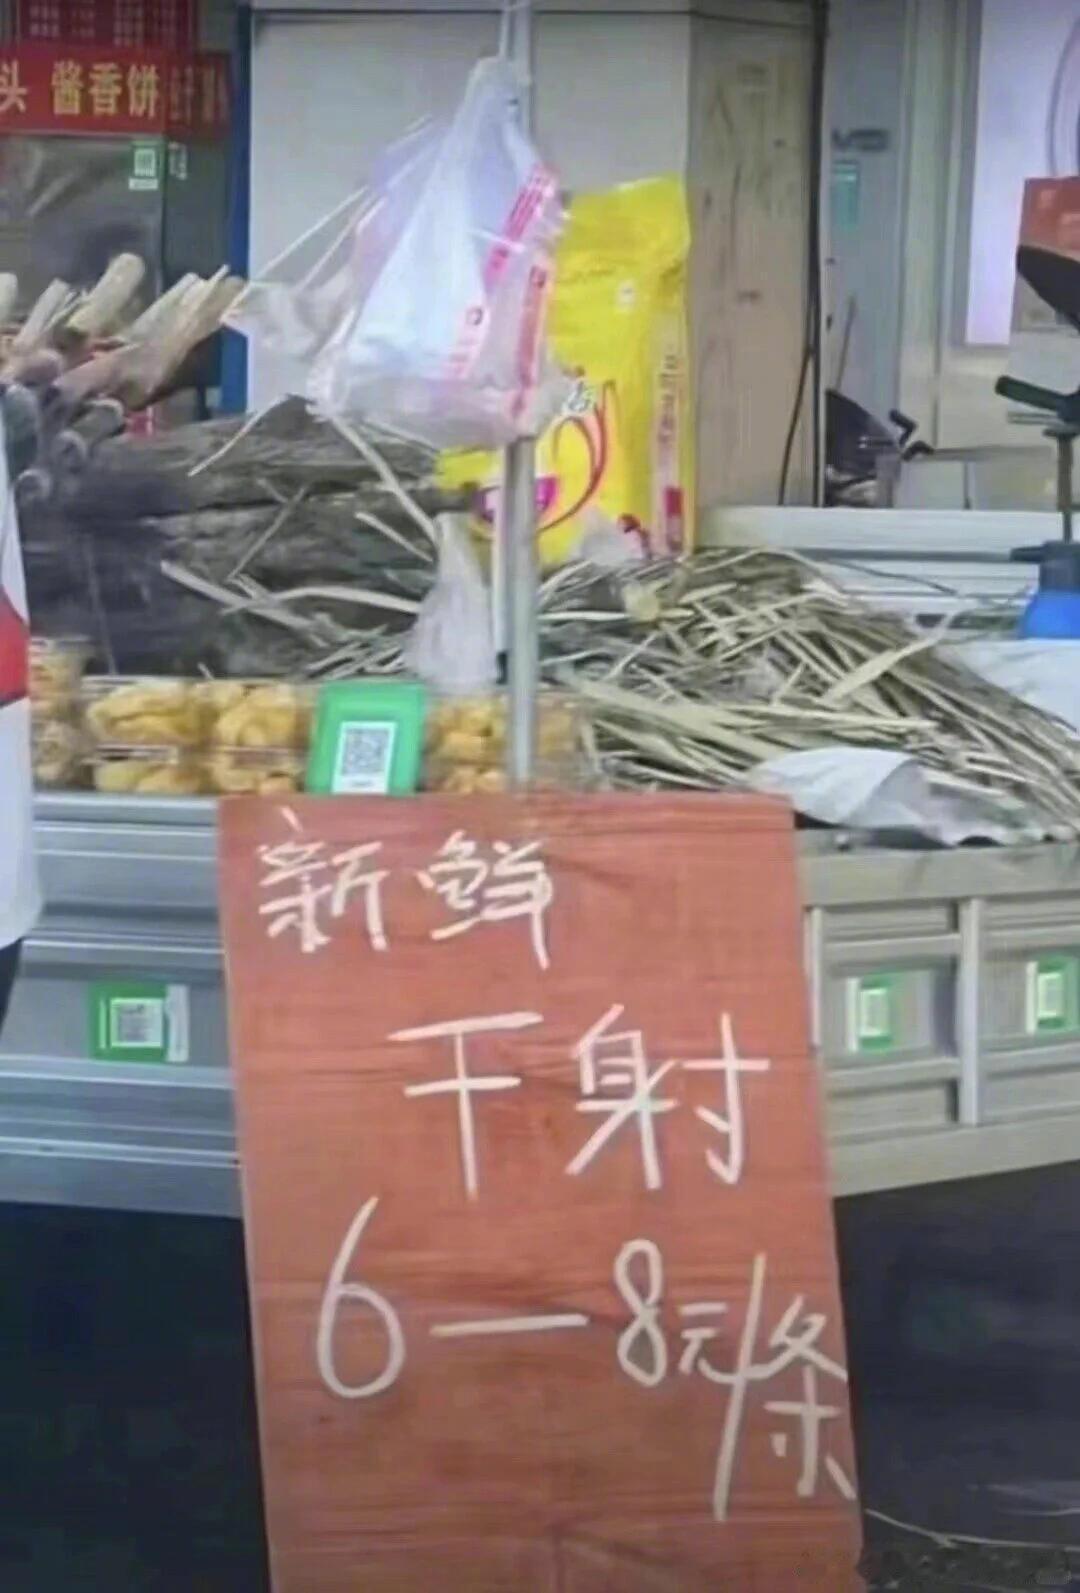 头 酱香饼
新鲜
干射
6—8元/条